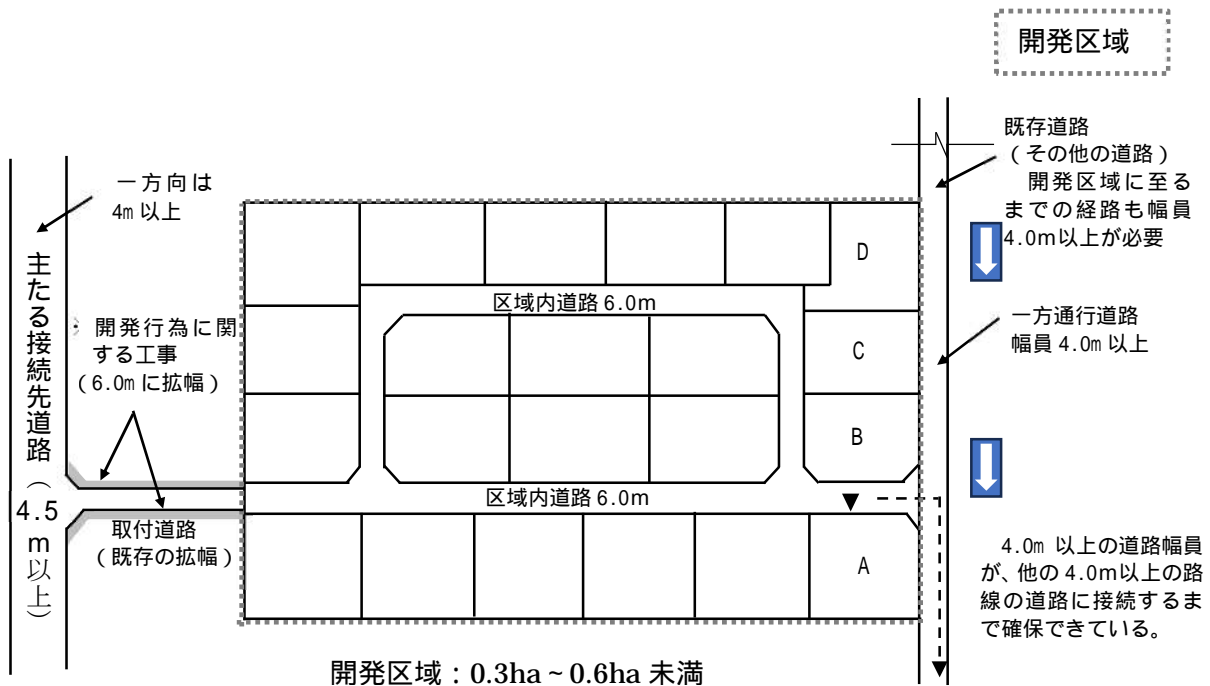 開発区域
既存道路
(その他の道路)
開発区域に至る
までの経路も幅員
4.0m以上が必要
一方向は
4m 以上
主たる接続先道路(4.5m以上)
開発行為に関
する工事
(6.0mに拡幅)
取付道路
(既存の拡幅)
区域内道路 6.0m
区域内道路 6.0m
D
C
B
A
一方通行道路
幅員 4.0m 以上
4.0m 以上の道路幅員
が、他の 4.0m以上の路
線の道路に接続するま
で確保できている。
開発区域:0.3ha~0.6ha 未満